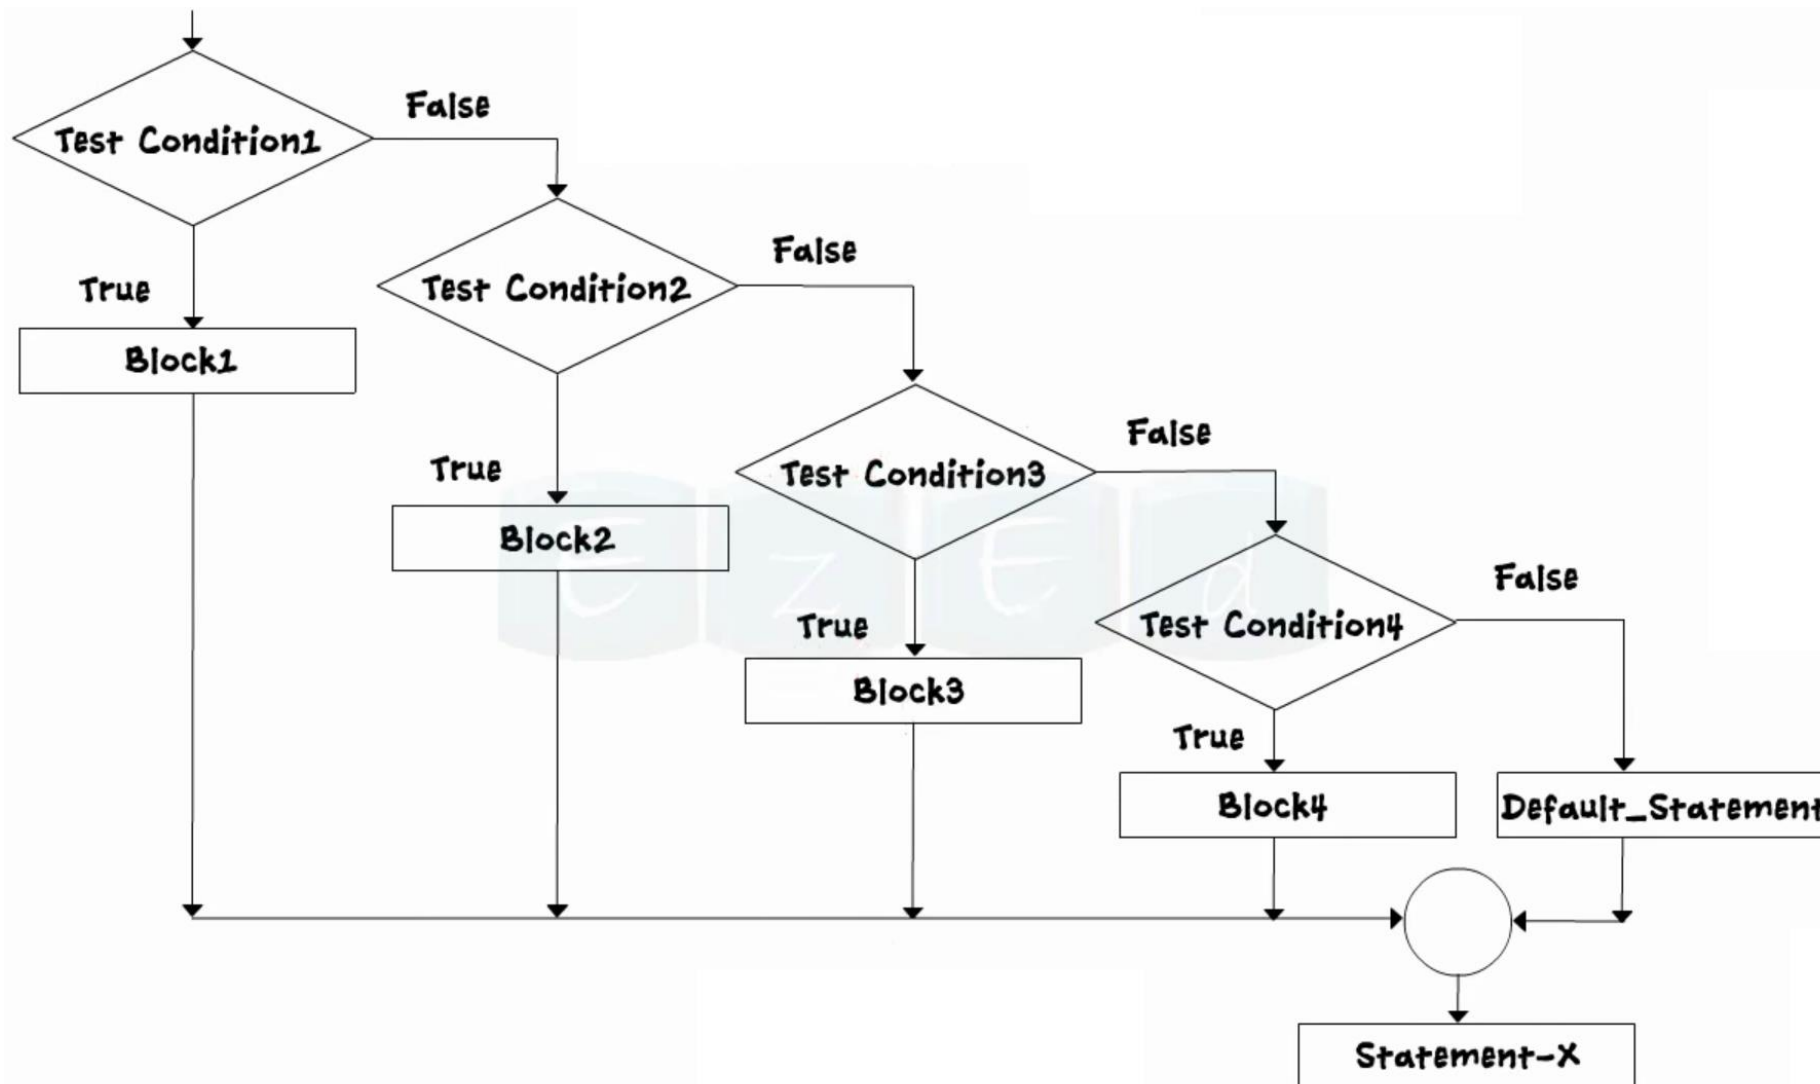 False
Test Condition1
False
True
Test Condition2
Block1
False
True
Test Condition3
Block2
False
True
Test Condition4
Block3
True
Block4
Default_Statement
Statement-X
E z E d